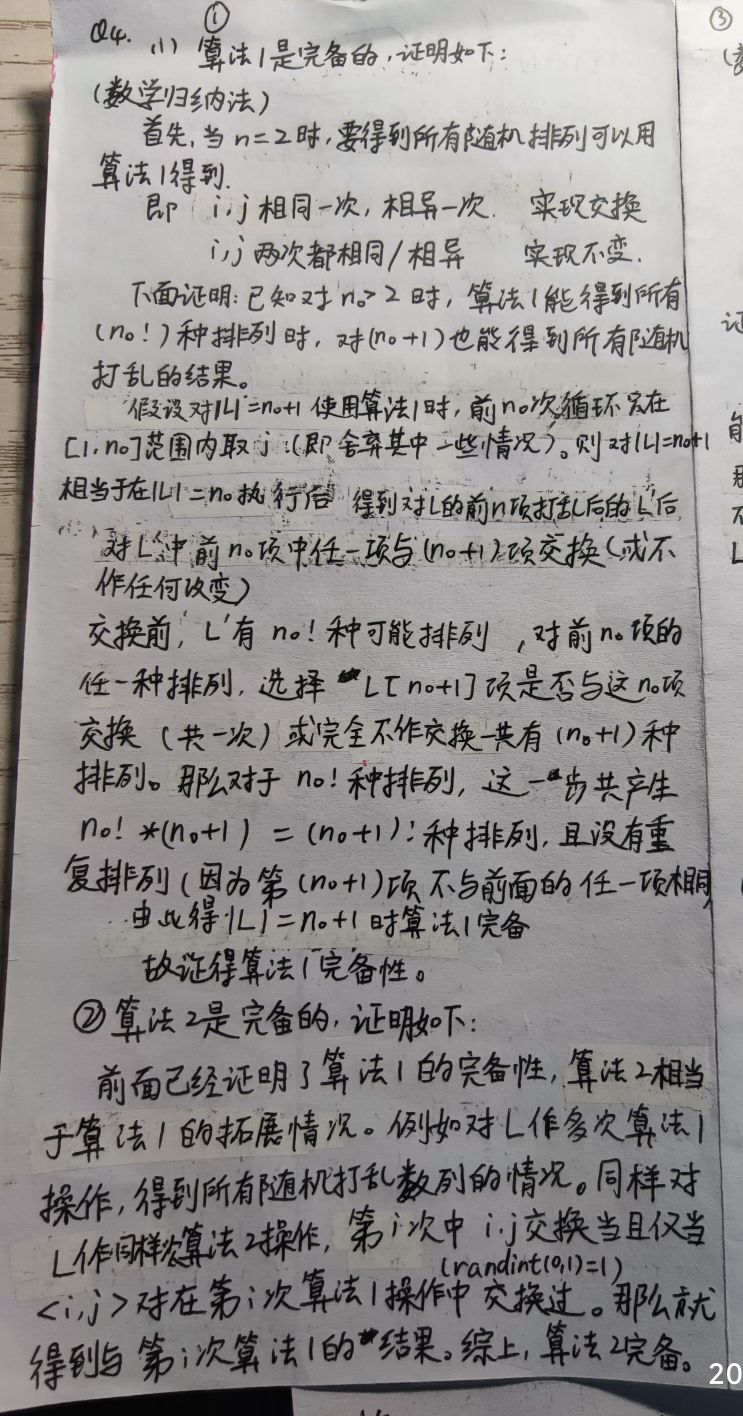 Q4. (1) ① 算法1是完备的,证明如下:
(数学归纳法)
首先,当n=2时,要得到所有随机排列可以用
算法1得到.
即 i,j相同一次,相异一次. 实现交换
i,j两次都相同/相异 实现不变.
下面证明:已知对n₀>2时,算法1能得到所有
(n₀!)种排列时,对(n₀+1)也能得到所有随机
打乱的结果。
假设对|L|=n₀+1使用算法1时,前n₀次循环只在
[1,n₀]范围内取j(即舍弃其中一些情况)。则对|L|=n₀+1
相当于在|L|=n₀执行后 得到对L的前n项打乱后的L'后
对L'中前n₀项中任一项与(n₀+1)项交换(或不
作任何改变)
交换前,L'有n₀!种可能排列,对前n₀项的
任一种排列,选择L[n₀+1]项是否与这n₀项
交换(共一次)或完全不作交换一共有(n₀+1)种
排列。那么对于n₀!种排列,这一步共产生
n₀!*(n₀+1)=(n₀+1)!种排列,且没有重
复排列(因为第(n₀+1)项不与前面的任一项相同
由此得|L|=n₀+1时算法1完备
故证得算法1完备性。
②算法2是完备的,证明如下:
前面已经证明了算法1的完备性,算法2相当
于算法1的拓展情况。例如对L作多次算法1
操作,得到所有随机打乱数列的情况。同样对
L作同样次算法2操作,第i次中i,j交换当且仅当
(randint(0,1)=1)
<i,j>对在第i次算法1操作中交换过。那么就
得到与第i次算法1的结果。综上,算法2完备。
20
③